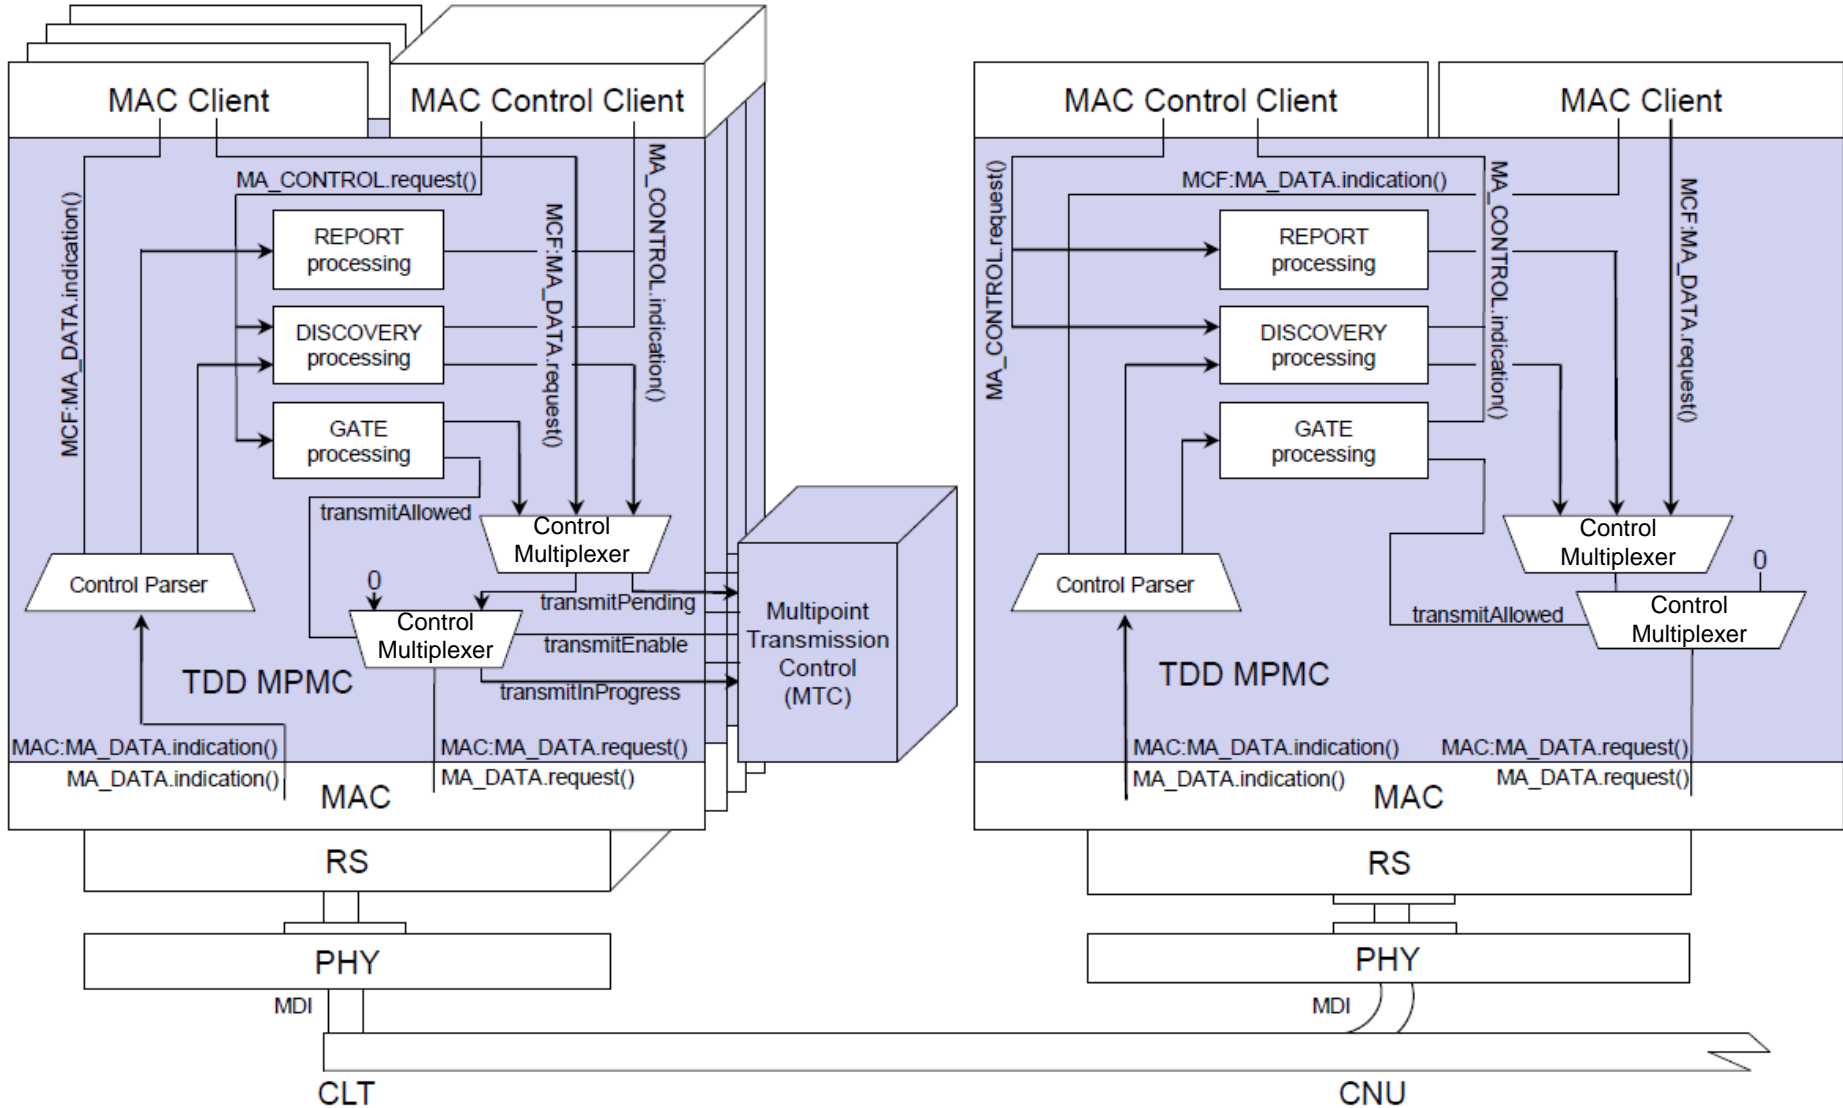 MAC Client
MAC Control Client
MA_CONTROL.request()
MCF:MA_DATA.indication()
MCF:MA_DATA.request()
MA_CONTROL.indication()
REPORT
processing
DISCOVERY
processing
GATE
processing
transmitAllowed
Control
Multiplexer
Control Parser
0
transmitPending
Control
Multiplexer
transmitEnable
transmitInProgress
TDD MPMC
Multipoint
Transmission
Control
(MTC)
MAC:MA_DATA.indication()
MAC:MA_DATA.request()
MA_DATA.indication()
MA_DATA.request()
MAC
RS
PHY
MDI
CLT
MAC Control Client
MAC Client
MA_CONTROL.request()
MCF:MA_DATA.indication()
MA_CONTROL.indication()
MCF:MA_DATA.request()
REPORT
processing
DISCOVERY
processing
GATE
processing
Control
Multiplexer
0
Control Parser
transmitAllowed
Control
Multiplexer
TDD MPMC
MAC:MA_DATA.indication()
MAC:MA_DATA.request()
MA_DATA.indication()
MA_DATA.request()
MAC
RS
PHY
MDI
CNU